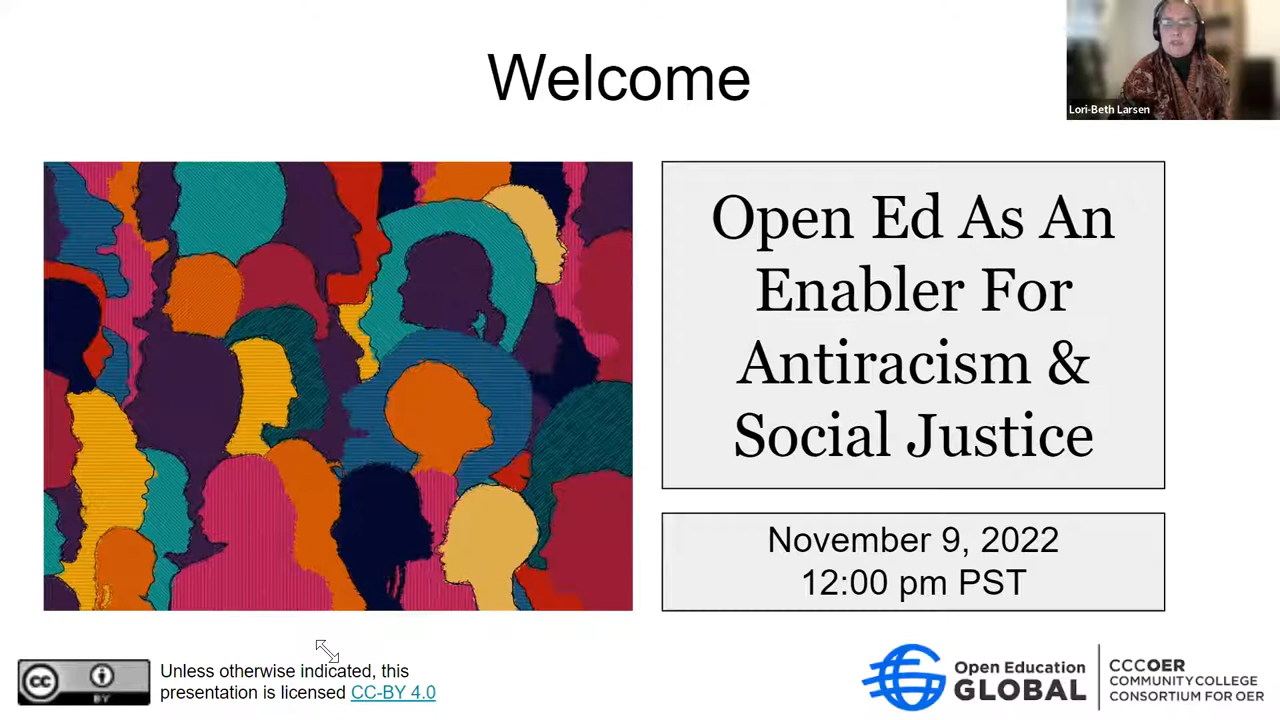 Welcome
Lori-Beth Larsen
Open Ed As An
Enabler For
Antiracism &
Social Justice
November 9, 2022
12:00 pm PST
cc
BY
Unless otherwise indicated, this
presentation is licensed CC-BY 4.0
Open Education
GLOBAL
CCCOER
COMMUNITY COLLEGE
CONSORTIUM FOR OER